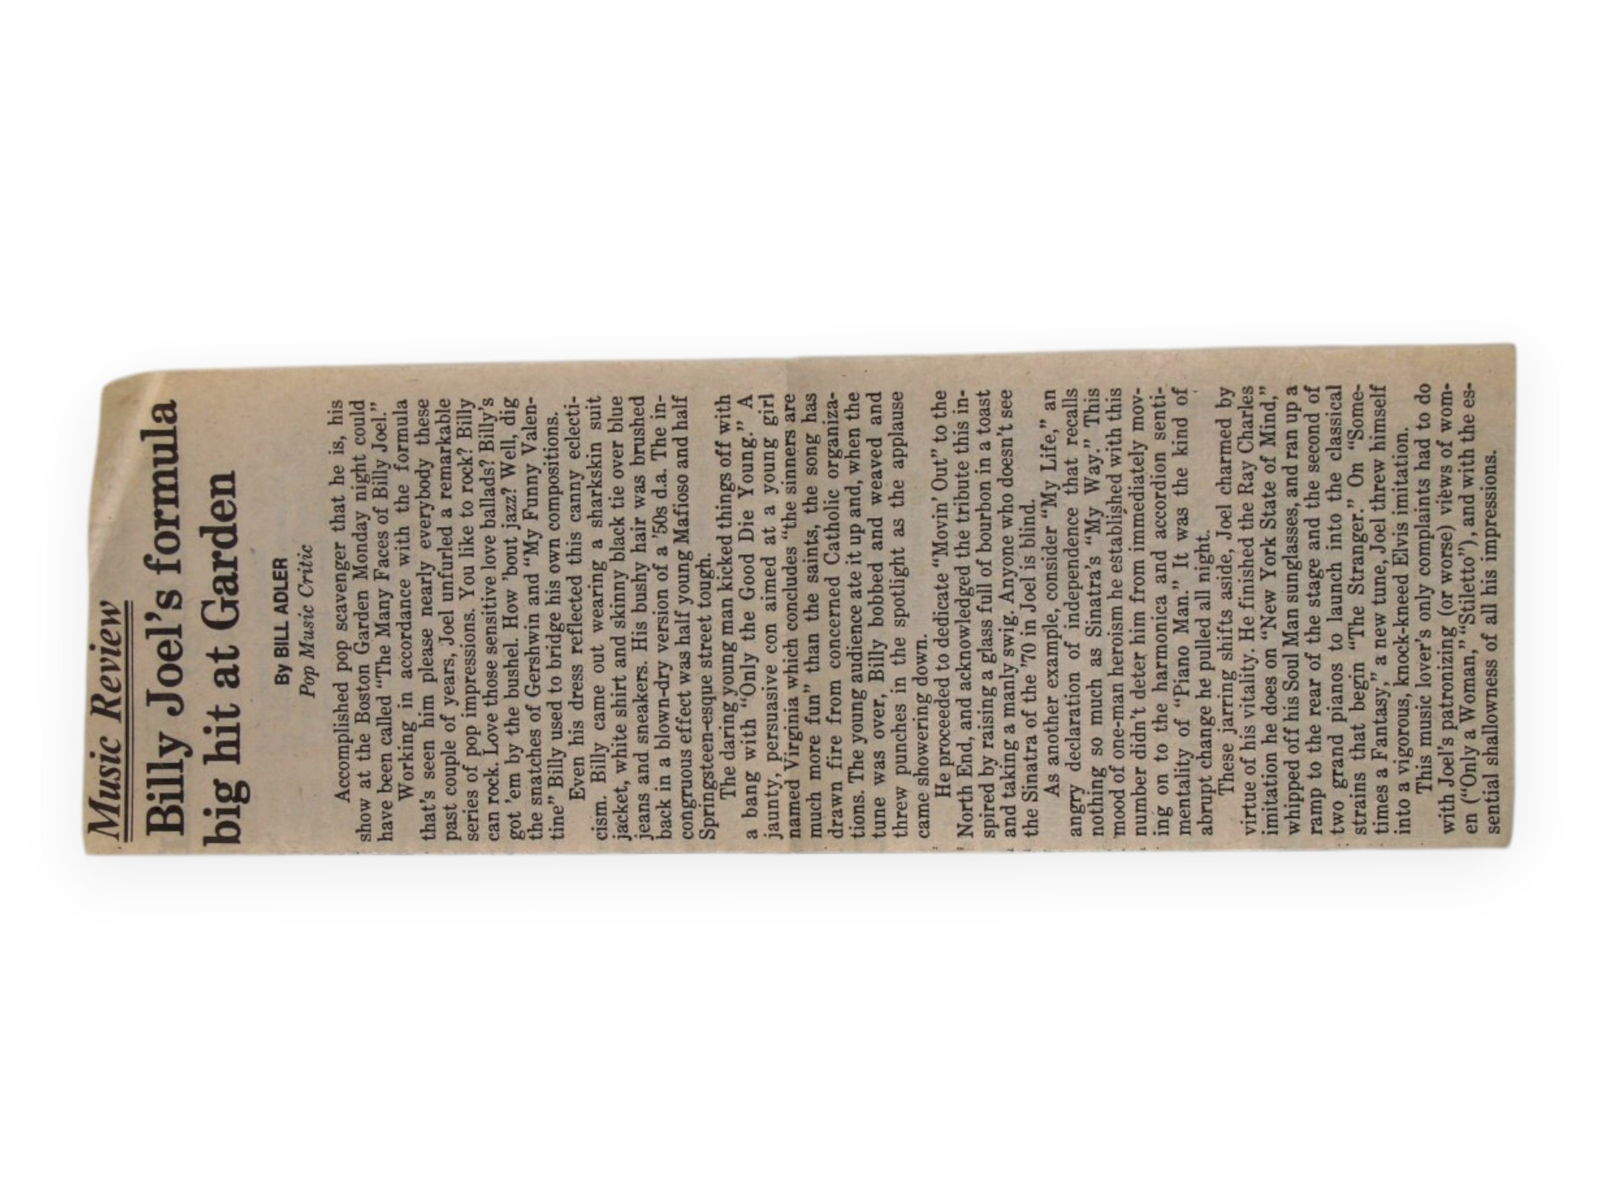 Music Review
Billy Joel's formula
big hit at Garden
By BILL ADLER
Pop Music Critic
Accomplished pop scavenger that he is, his
show at the Boston Garden Monday night could
have been called "The Many Faces of Billy Joel."
Working in accordance with the formula
that's seen him please nearly everybody these
past couple of years, Joel unfurled a remarkable
series of pop impressions. You like to rock? Billy
can rock. Love those sensitive love ballads? Billy's
got 'em by the bushel. How 'bout jazz? Well, dig
the snatches of Gershwin and "My Funny Valen-
tine" Billy used to bridge his own compositions.
Even his dress reflected this canny eclecti-
cism. Billy came out wearing a sharkskin suit
jacket, white shirt and skinny black tie over blue
jeans and sneakers. His bushy hair was brushed
back in a blown-dry version of a '50s d.a. The in-
congruous effect was half young Mafioso and half
Springsteen-esque street tough.
The daring young man kicked things off with
a bang with "Only the Good Die Young." A
jaunty, persuasive con aimed at a young girl
named Virginia which concludes "the sinners are
much more fun" than the saints, the song has
drawn fire from concerned Catholic organiza-
tions. The young audience ate it up and, when the
tune was over, Billy bobbed and weaved and
threw punches in the spotlight as the applause
came showering down.
He proceeded to dedicate "Movin' Out" to the
North End, and acknowledged the tribute this in-
spired by raising a glass full of bourbon in a toast
and taking a manly swig. Anyone who doesn't see
the Sinatra of the '70 in Joel is blind.
As another example, consider "My Life," an
angry declaration of independence that recalls
nothing so much as Sinatra's "My Way." This
mood of one-man heroism he established with this
number didn't deter him from immediately mov-
ing on to the harmonica and accordion senti-
mentality of "Piano Man." It was the kind of
abrupt change he pulled all night.
These jarring shifts aside, Joel charmed by
virtue of his vitality. He finished the Ray Charles
imitation he does on "New York State of Mind,"
whipped off his Soul Man sunglasses, and ran up a
ramp to the rear of the stage and the second of
two grand pianos to launch into the classical
strains that begin "The Stranger." On "Some-
times a Fantasy," a new tune, Joel threw himself
into a vigorous, knock-kneed Elvis imitation.
This music lover's only complaints had to do
with Joel's patronizing (or worse) views of wom-
en ("Only a Woman," "Stiletto"), and with the es-
sential shallowness of all his impressions.